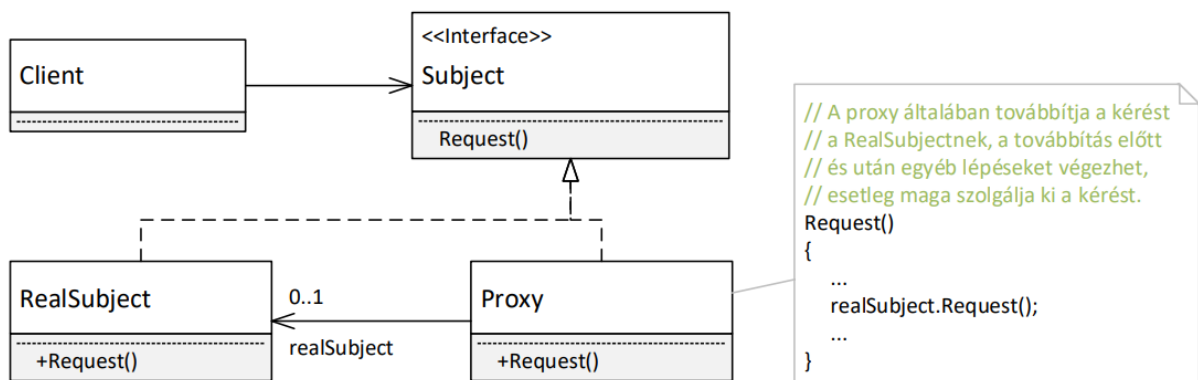 Client
<<Interface>>
Subject
Request()
RealSubject
+Request()
0..1
realSubject
Proxy
+Request()
// A proxy általában továbbítja a kérést
// a RealSubjectnek, a továbbítás előtt
// és után egyéb lépéseket végezhet,
// esetleg maga szolgálja ki a kérést.
Request()
{
...
realSubject.Request();
...
}